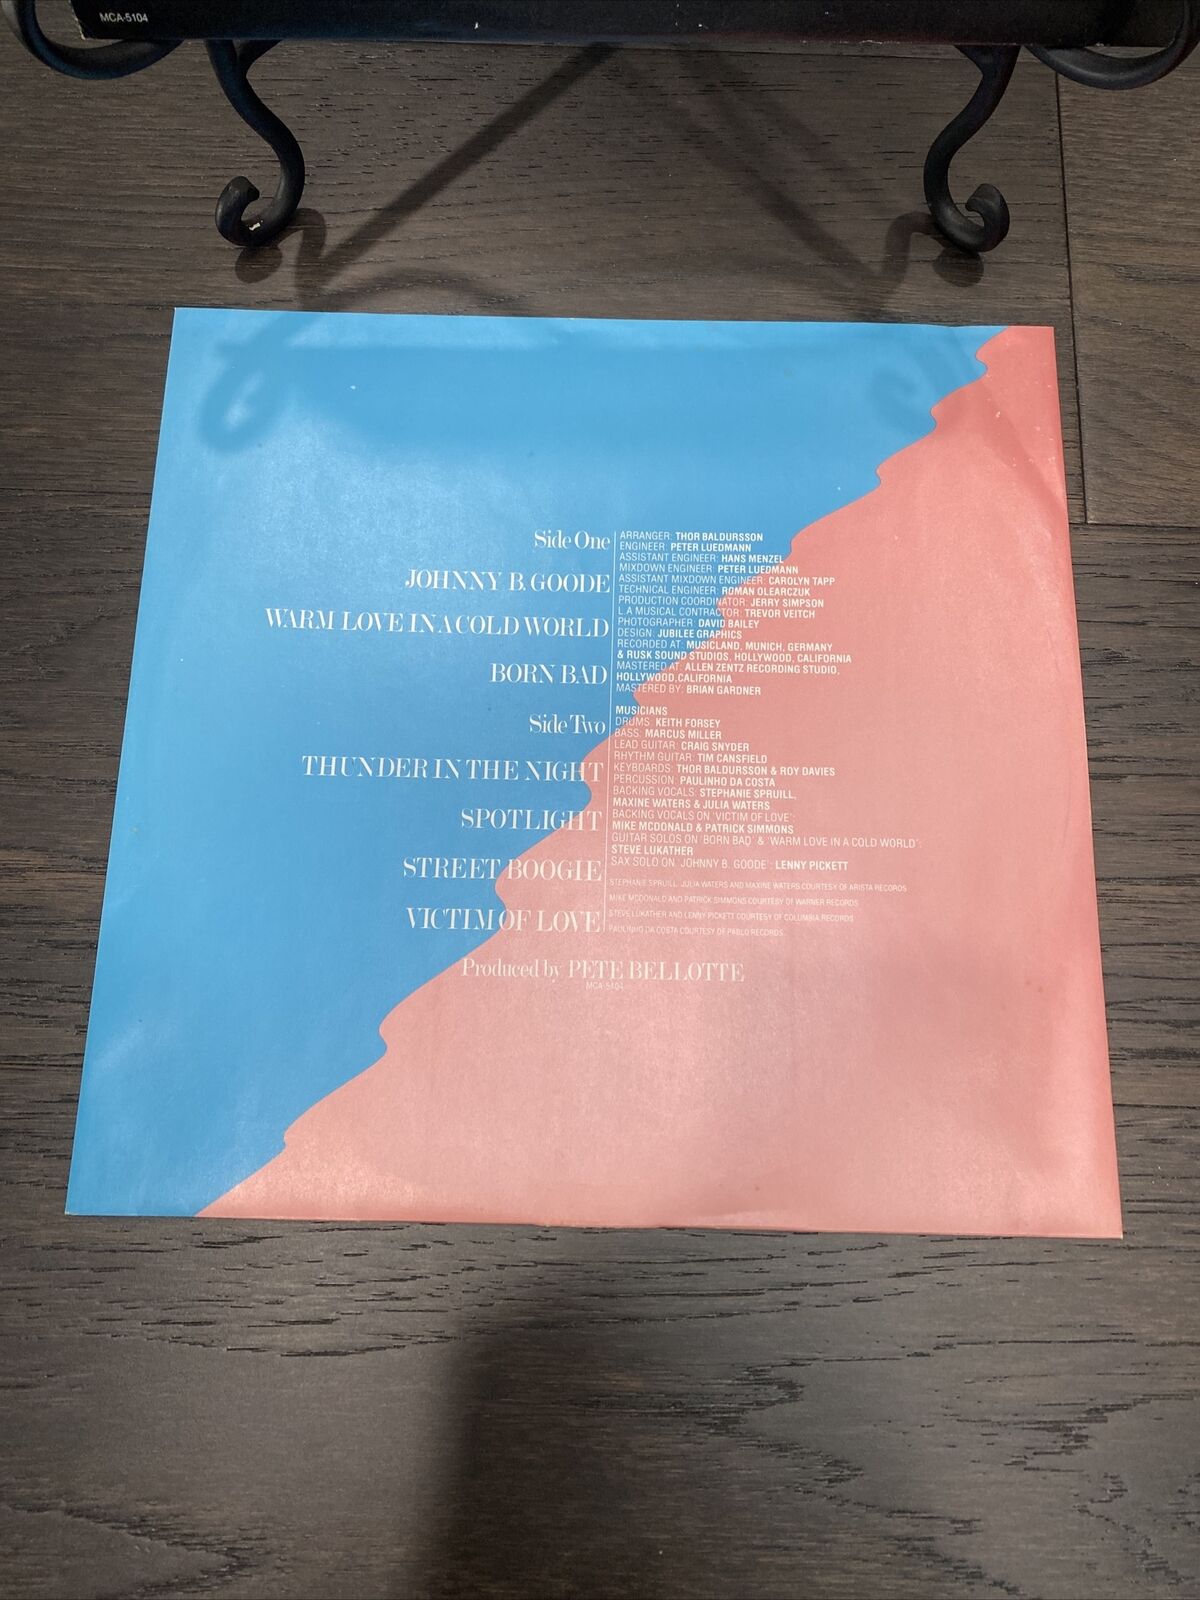 MCA-5104
Side One
JOHNNY B. GOODE
WARM LOVE IN A COLD WORLD
BORN BAD
Side Two
THUNDER IN THE NIGHT
SPOTLIGHT
STREET BOOGIE
VICTIM OF LOVE
ARRANGER: THOR BALDURSSON
ENGINEER: PETER LUEDMANN
ASSISTANT ENGINEER: HANS MENZEL
MIXDOWN ENGINEER: PETER LUEDMANN
ASSISTANT MIXDOWN ENGINEER: CAROLYN TAPP
TECHNICAL ENGINEER: ROMAN OLEARCZUK
PRODUCTION COORDINATOR: JERRY SIMPSON
L.A MUSICAL CONTRACTOR: TREVOR VEITCH
PHOTOGRAPHER: DAVID BAILEY
DESIGN: JUBILEE GRAPHICS
RECORDED AT: MUSICLAND, MUNICH, GERMANY
& RUSK SOUND STUDIOS, HOLLYWOOD, CALIFORNIA
MASTERED AT: ALLEN ZENTZ RECORDING STUDIO,
HOLLYWOOD, CALIFORNIA
MASTERED BY: BRIAN GARDNER
MUSICIANS
DRUMS: KEITH FORSEY
BASS: MARCUS MILLER
LEAD GUITAR: CRAIG SNYDER
RHYTHM GUITAR: TIM CANSFIELD
KEYBOARDS: THOR BALDURSSON & ROY DAVIES
PERCUSSION: PAULINHO DA COSTA
BACKING VOCALS: STEPHANIE SPRUILL,
MAXINE WATERS & JULIA WATERS
BACKING VOCALS ON 'VICTIM OF LOVE':
MIKE MCDONALD & PATRICK SIMMONS
GUITAR SOLOS ON 'BORN BAD' & 'WARM LOVE IN A COLD WORLD':
STEVE LUKATHER
SAX SOLO ON 'JOHNNY B. GOODE': LENNY PICKETT
STEPHANIE SPRUILL, JULIA WATERS AND MAXINE WATERS COURTESY OF ARISTA RECORDS
MIKE MCDONALD AND PATRICK SIMMONS COURTESY OF WARNER RECORDS
STEVE LUKATHER AND LENNY PICKETT COURTESY OF COLUMBIA RECORDS
PAULINHO DA COSTA COURTESY OF PABLO RECORDS
Produced by PETE BELLOTTE
MCA-5104